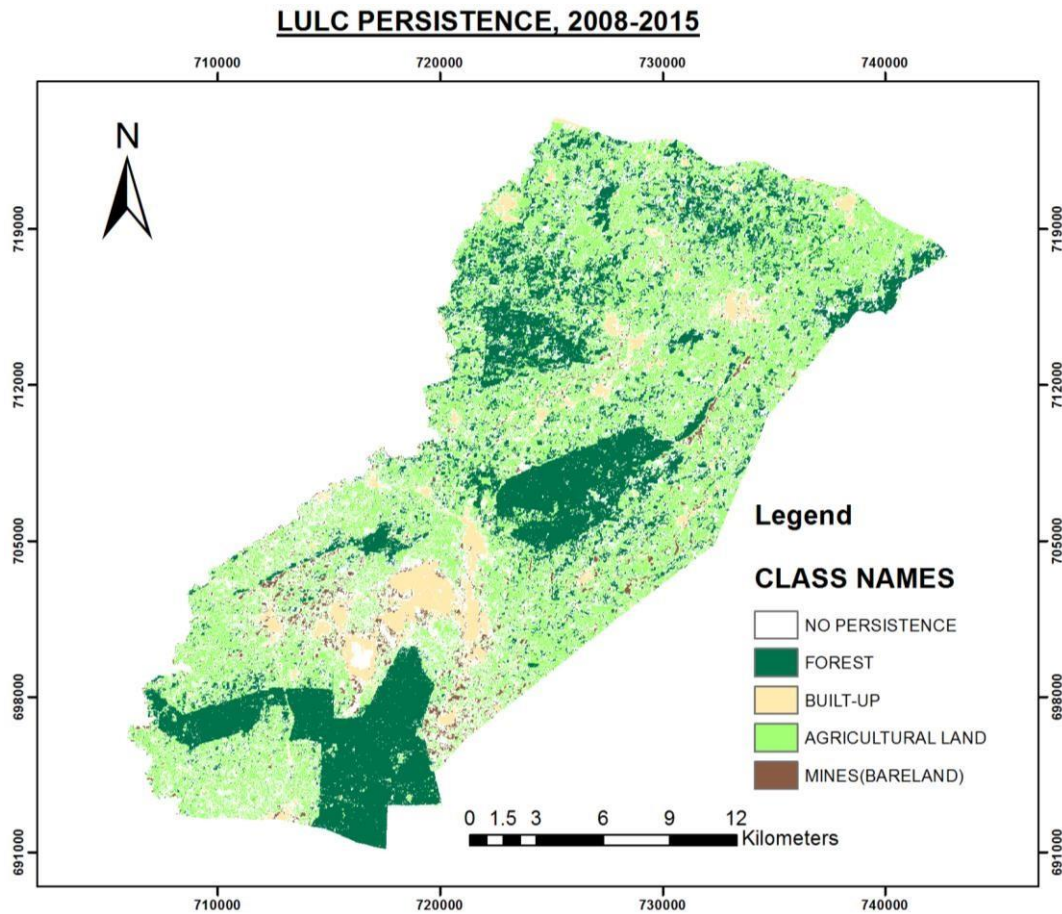 LULC PERSISTENCE, 2008-2015
710000 720000 730000 740000
N
719000 719000
712000 712000
705000 705000
698000 698000
691000 691000
Legend
CLASS NAMES
NO PERSISTENCE
FOREST
BUILT-UP
AGRICULTURAL LAND
MINES(BARELAND)
0 1.5 3 6 9 12
Kilometers
710000 720000 730000 740000